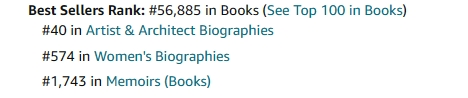 Best Sellers Rank: #56,885 in Books (See Top 100 in Books)
#40 in Artist & Architect Biographies
#574 in Women's Biographies
#1,743 in Memoirs (Books)